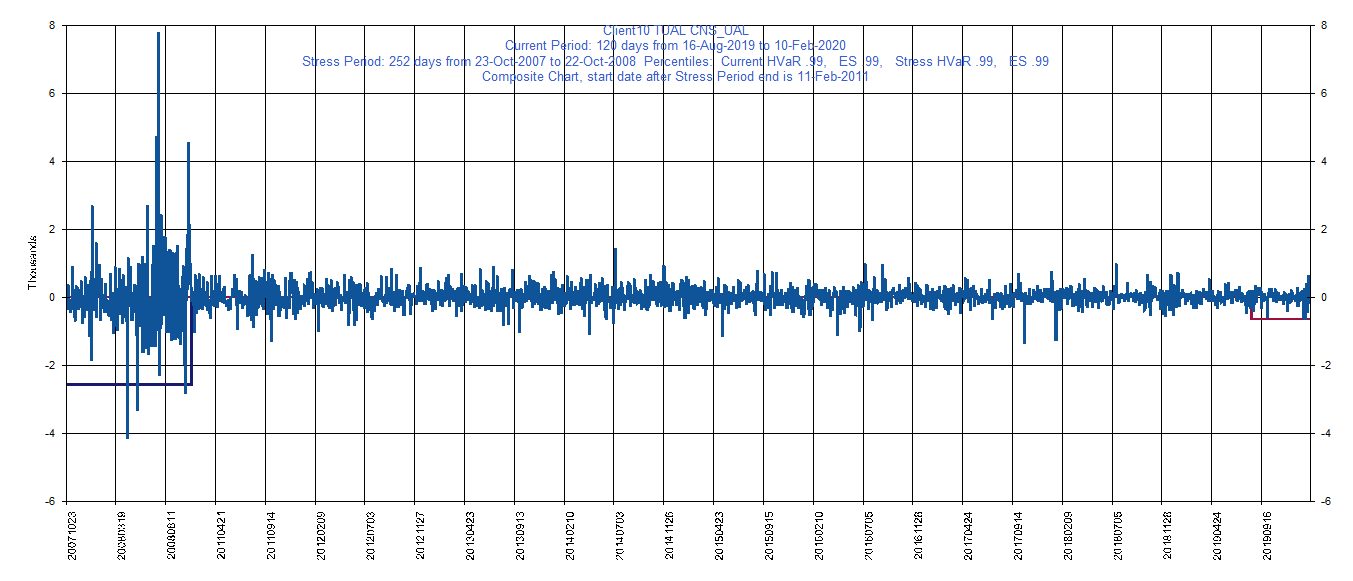 Client10 TUAL CNS_UAL
Current Period: 120 days from 16-Aug-2019 to 10-Feb-2020
Stress Period: 252 days from 23-Oct-2007 to 22-Oct-2008 Percentiles: Current HVaR .99, ES .99, Stress HVaR .99, ES .99
Composite Chart, start date after Stress Period end is 11-Feb-2011
8 8
6 6
4 4
2 2
Thousands
0 0
-2 -2
-4 -4
-6 -6
20071023 20080319 20080811 20110421 20110914 20120209 20120703 20121127 20130423 20130913 20140210 20140703 20141126 20150423 20150915 20160210 20160705 20161128 20170424 20170914 20180209 20180705 20181128 20190424 20190916